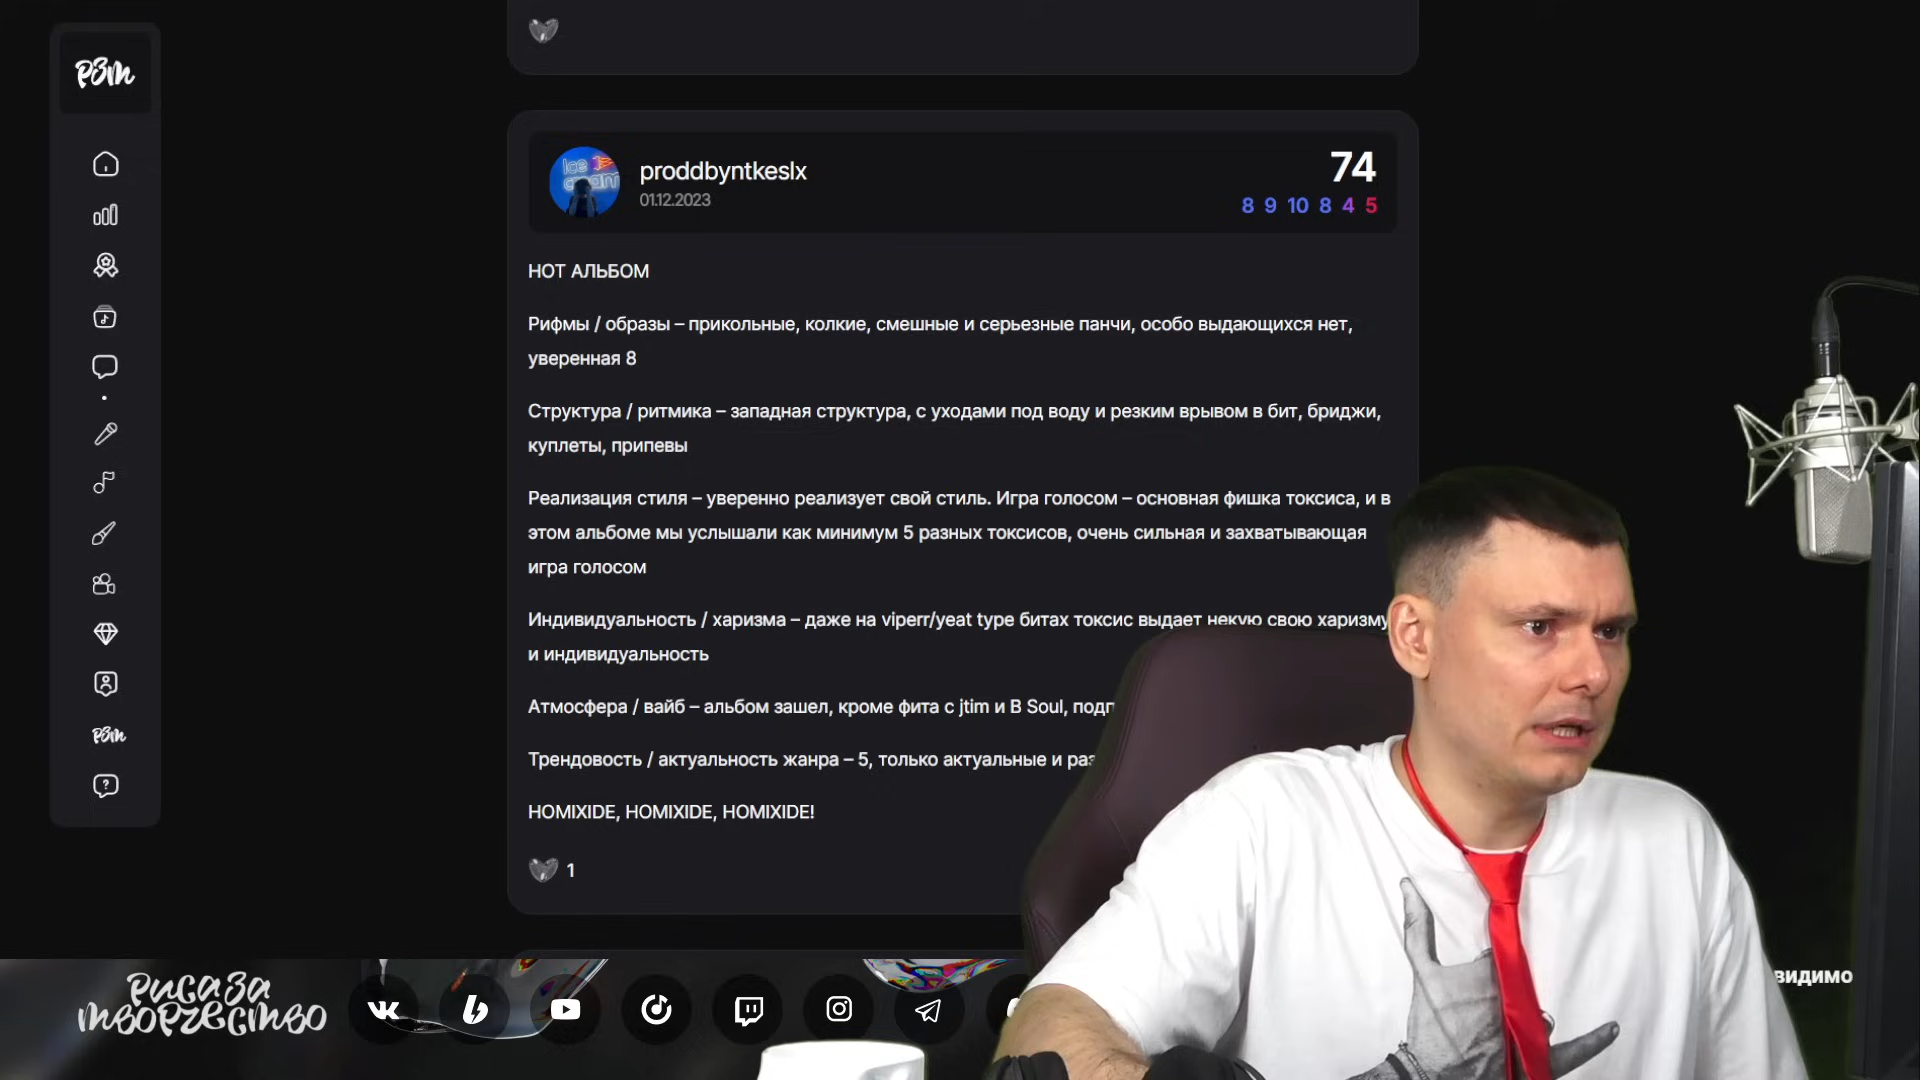 РЗТ
proddbyntkeslx
01.12.2023
74
8 9 10 8 4 5
Ice
cream
НОТ АЛЬБОМ
Рифмы / образы – прикольные, колкие, смешные и серьезные панчи, особо выдающихся нет,
уверенная 8
Структура / ритмика – западная структура, с уходами под воду и резким врывом в бит, бриджи,
куплеты, припевы
Реализация стиля – уверенно реализует свой стиль. Игра голосом – основная фишка токсиса, и в
этом альбоме мы услышали как минимум 5 разных токсисов, очень сильная и захватывающая
игра голосом
Индивидуальность / харизма – даже на viperr/yeat type битах токсис выдает некую свою харизму
и индивидуальность
Атмосфера / вайб – альбом зашел, кроме фита с jtim и B Soul,
Трендовость / актуальность жанра – 5, только актуальные и
HOMIXIDE, HOMIXIDE, HOMIXIDE!
1
РЗТ
риса за
творчество
видимо